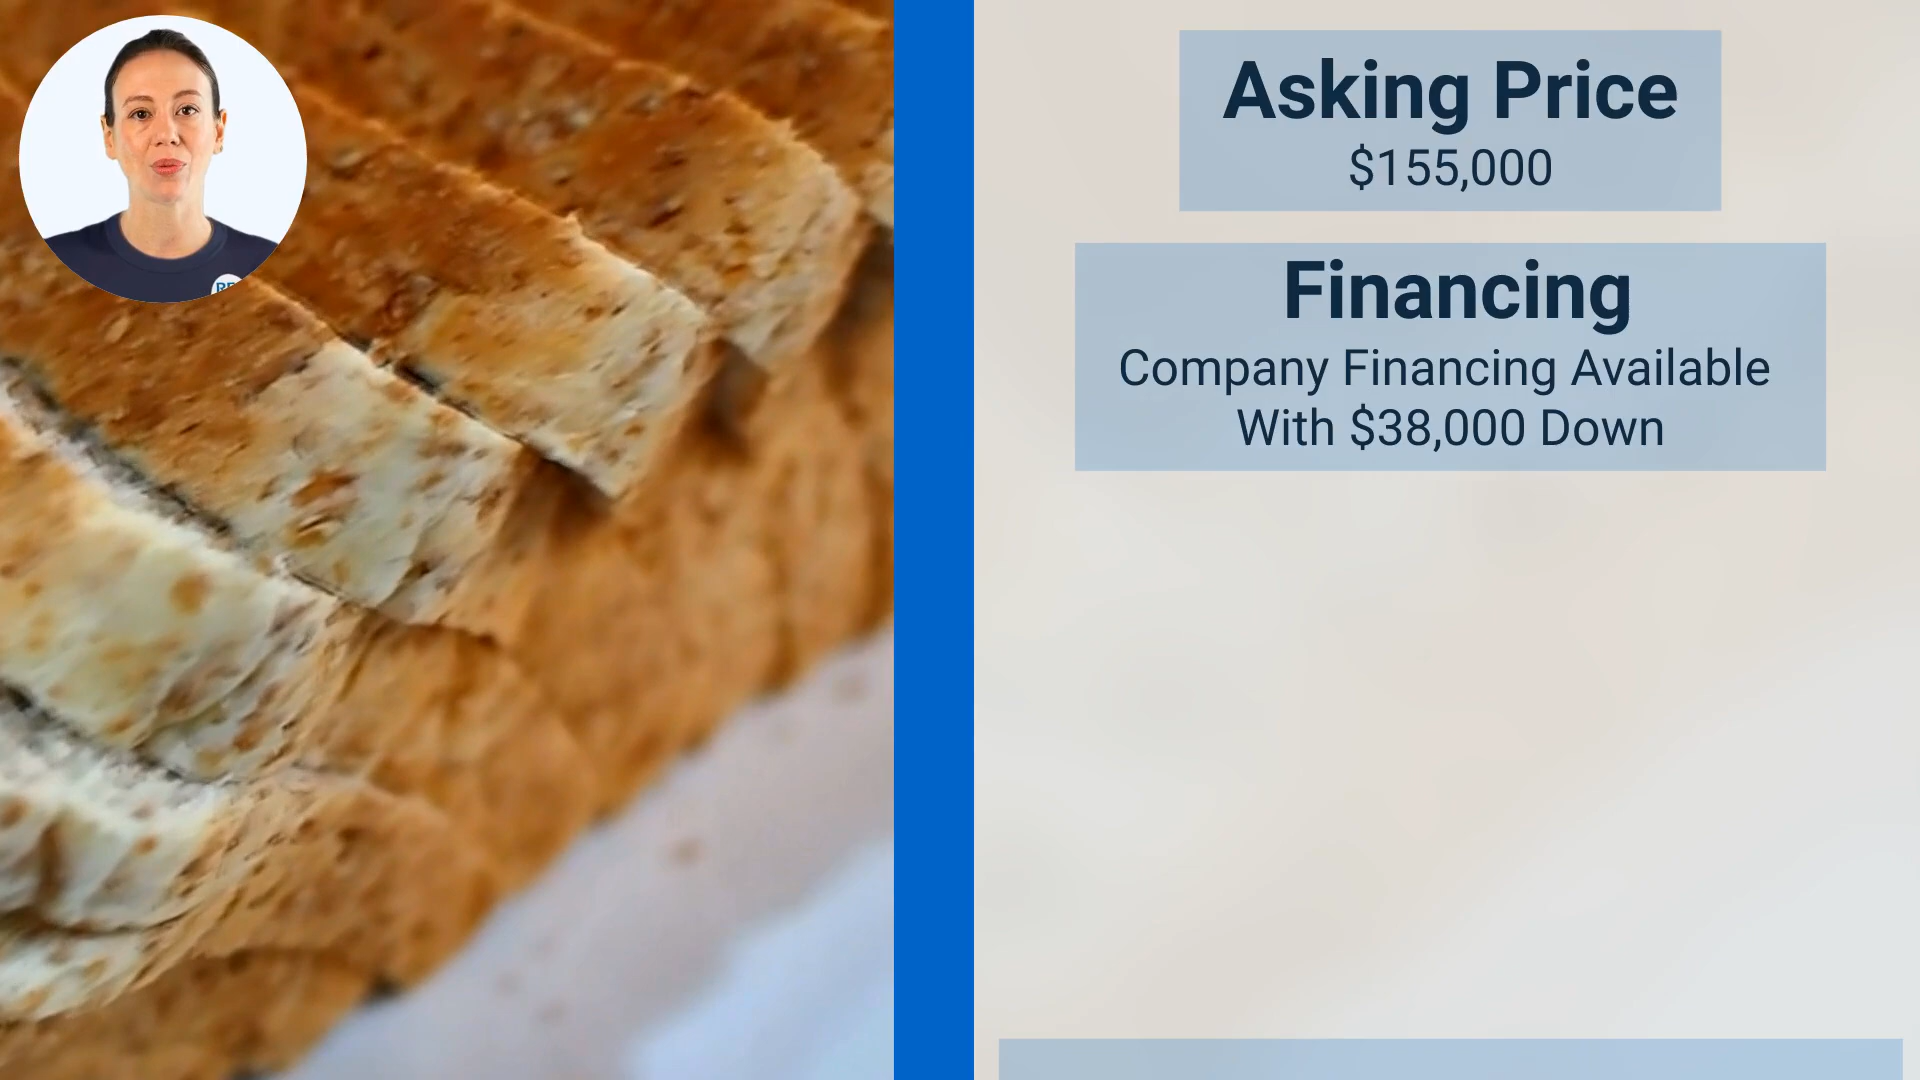 Asking Price
$155,000
Financing
Company Financing Available
With $38,000 Down